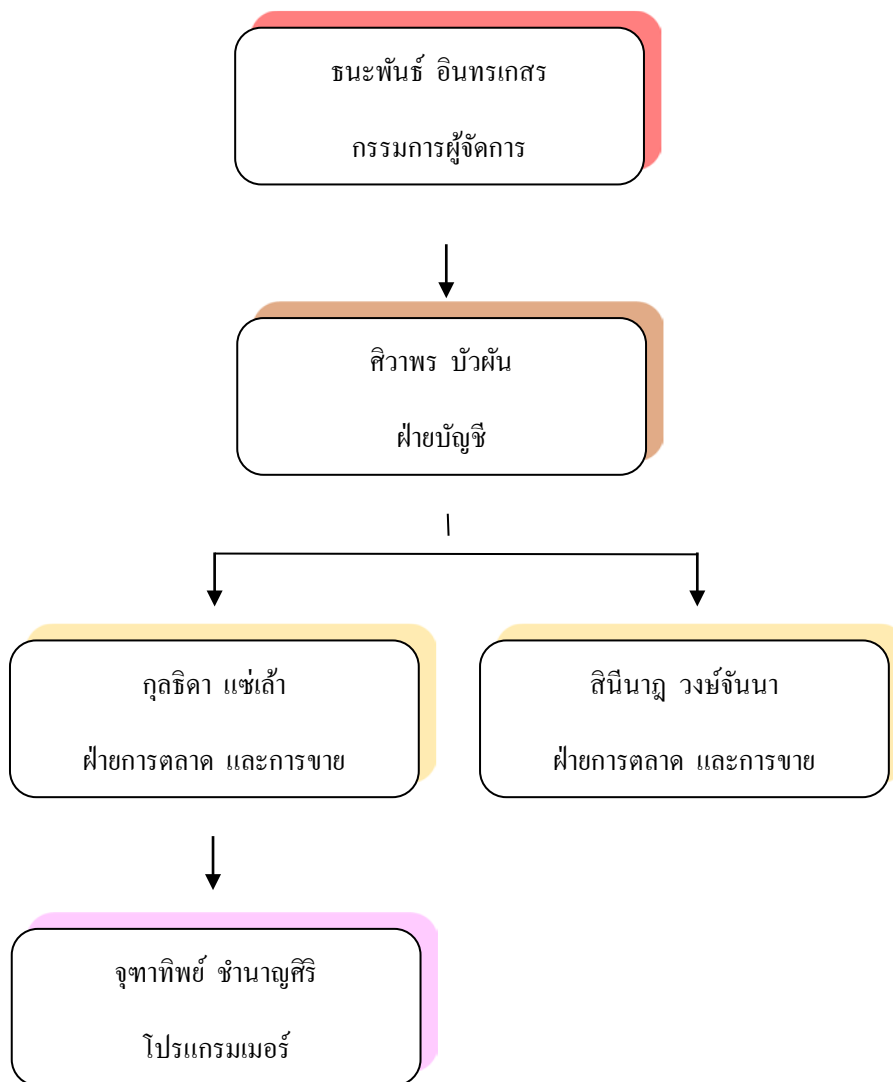 ธนะพันธ์ อินทรเกสร
กรรมการผู้จัดการ
ศิวาพร บัวผัน
ฝ่ายบัญชี
กุลธิดา แซ่เล้า
ฝ่ายการตลาด และการขาย
สินีนาฎ วงษ์จันนา
ฝ่ายการตลาด และการขาย
จุฑาทิพย์ ชำนาญศิริ
โปรแกรมเมอร์